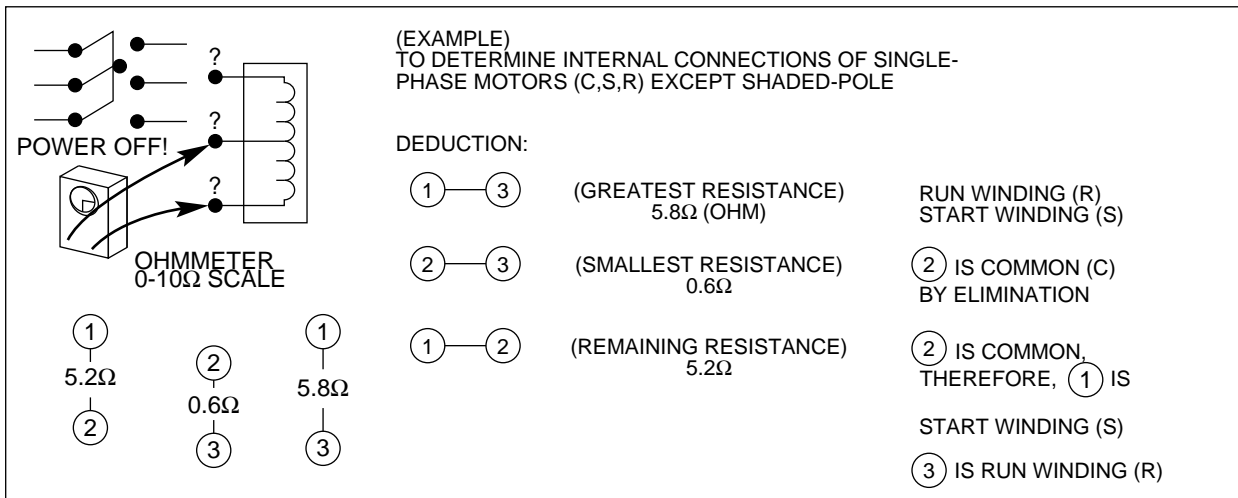 (EXAMPLE)
TO DETERMINE INTERNAL CONNECTIONS OF SINGLE-
PHASE MOTORS (C,S,R) EXCEPT SHADED-POLE
?
?
?
POWER OFF!
OHMMETER
0-10Ω SCALE
1
5.2Ω
2
2
0.6Ω
3
1
5.8Ω
3
DEDUCTION:
1 3 (GREATEST RESISTANCE) RUN WINDING (R)
5.8Ω (OHM) START WINDING (S)
2 3 (SMALLEST RESISTANCE) 2 IS COMMON (C)
0.6Ω BY ELIMINATION
1 2 (REMAINING RESISTANCE) 2 IS COMMON,
5.2Ω THEREFORE, 1 IS
START WINDING (S)
3 IS RUN WINDING (R)